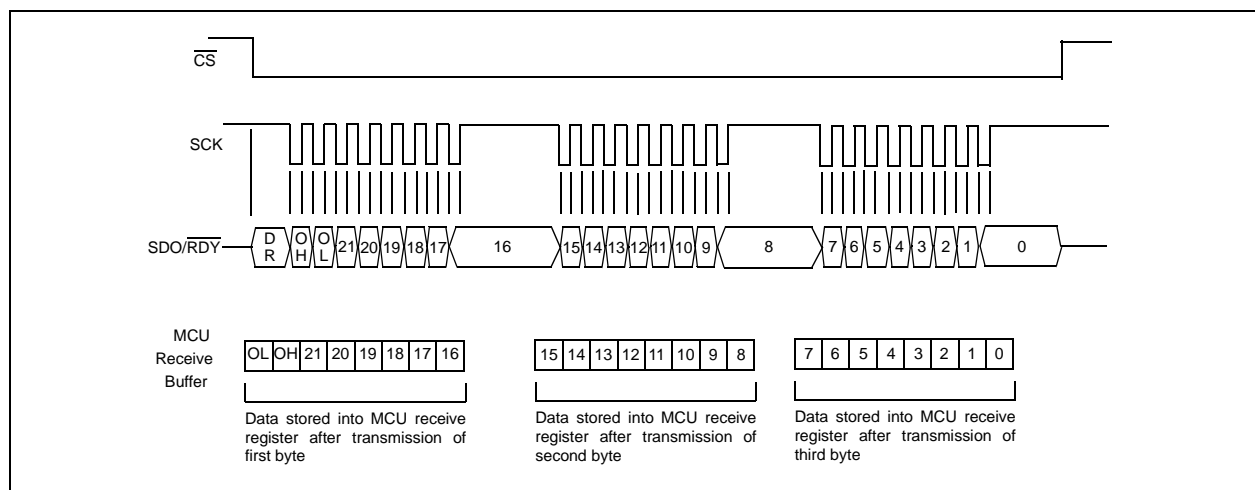 CS
SCK
SDO/RDY
D R
O H
O L
21 20 19 18 17 16 15 14 13 12 11 10 9 8 7 6 5 4 3 2 1 0
MCU
Receive
Buffer
OL OH 21 20 19 18 17 16
15 14 13 12 11 10 9 8
7 6 5 4 3 2 1 0
Data stored into MCU receive
register after transmission of
first byte
Data stored into MCU receive
register after transmission of
second byte
Data stored into MCU receive
register after transmission of
third byte